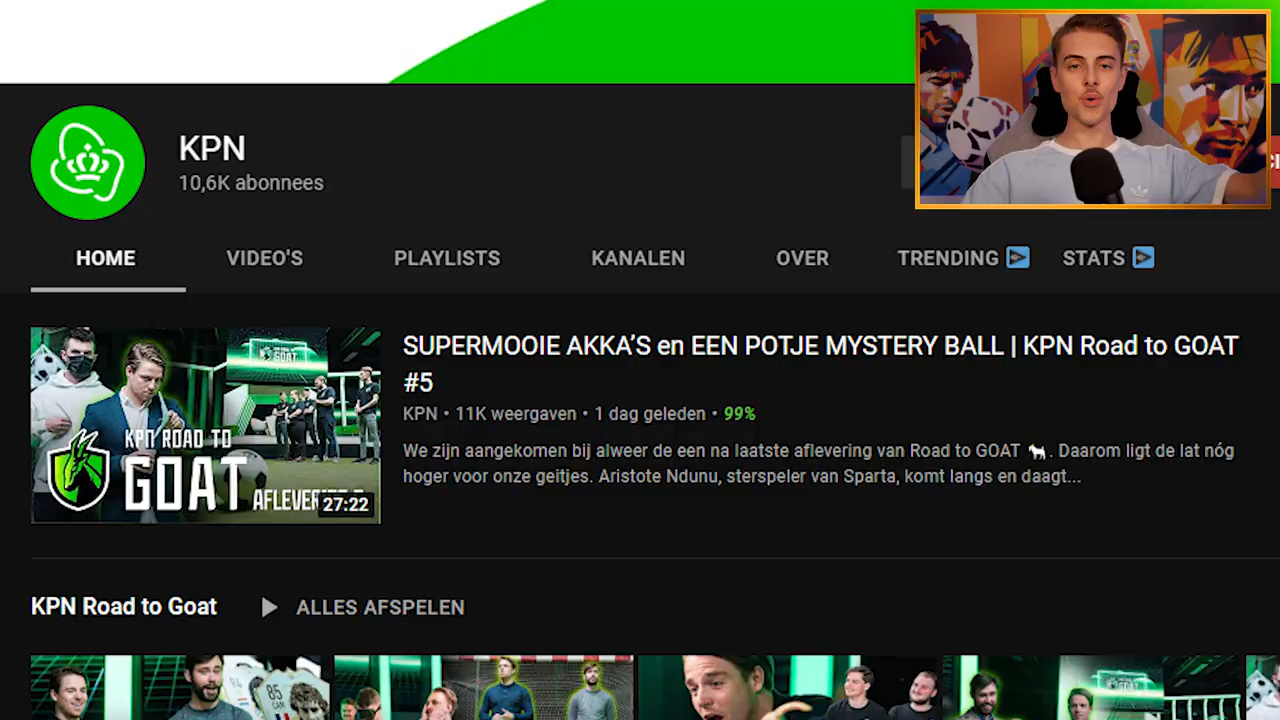 KPN
10,6K abonnees
HOME VIDEO'S PLAYLISTS KANALEN OVER TRENDING STATS
SUPERMOOIE AKKA’S en EEN POTJE MYSTERY BALL | KPN Road to GOAT
#5
KPN • 11K weergaven • 1 dag geleden • 99%
We zijn aangekomen bij alweer de een na laatste aflevering van Road to GOAT 🐐. Daarom ligt de lat nóg
hoger voor onze geitjes. Aristote Ndunu, sterspeler van Sparta, komt langs en daagt...
KPN ROAD TO
GOAT
27:22
KPN Road to Goat ALLES AFSPELEN